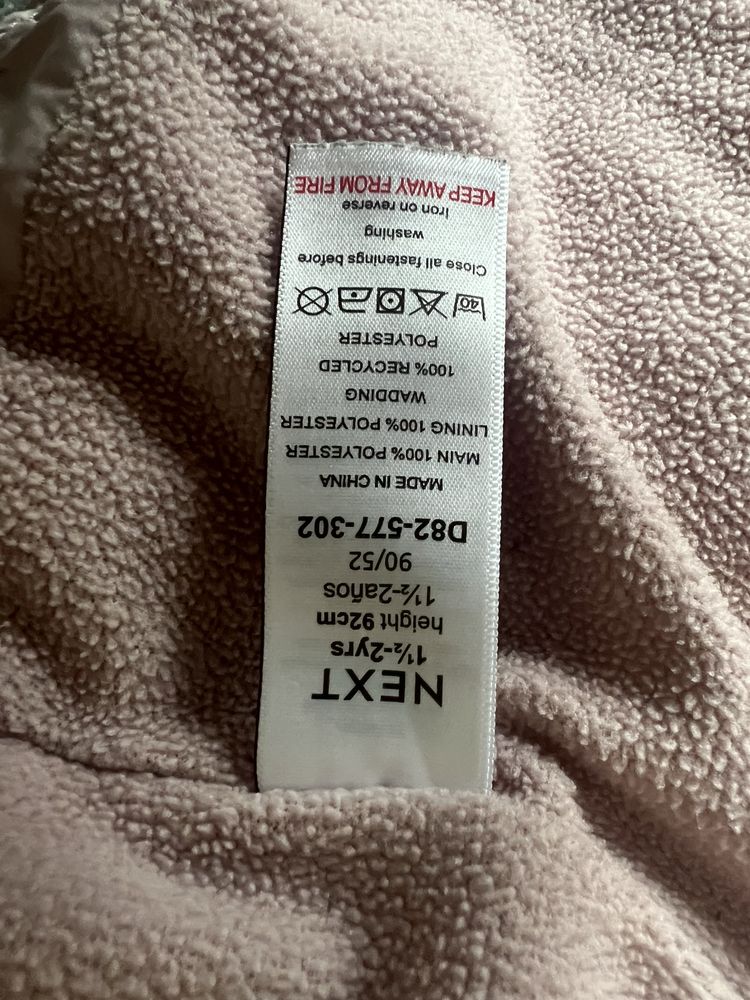 NEXT
1½-2yrs
height 92cm
1½-2años
90/52
D82-577-302
MADE IN CHINA
MAIN 100% POLYESTER
LINING 100% POLYESTER
WADDING
100% RECYCLED
POLYESTER
40
Close all fastenings before
washing
Iron on reverse
KEEP AWAY FROM FIRE